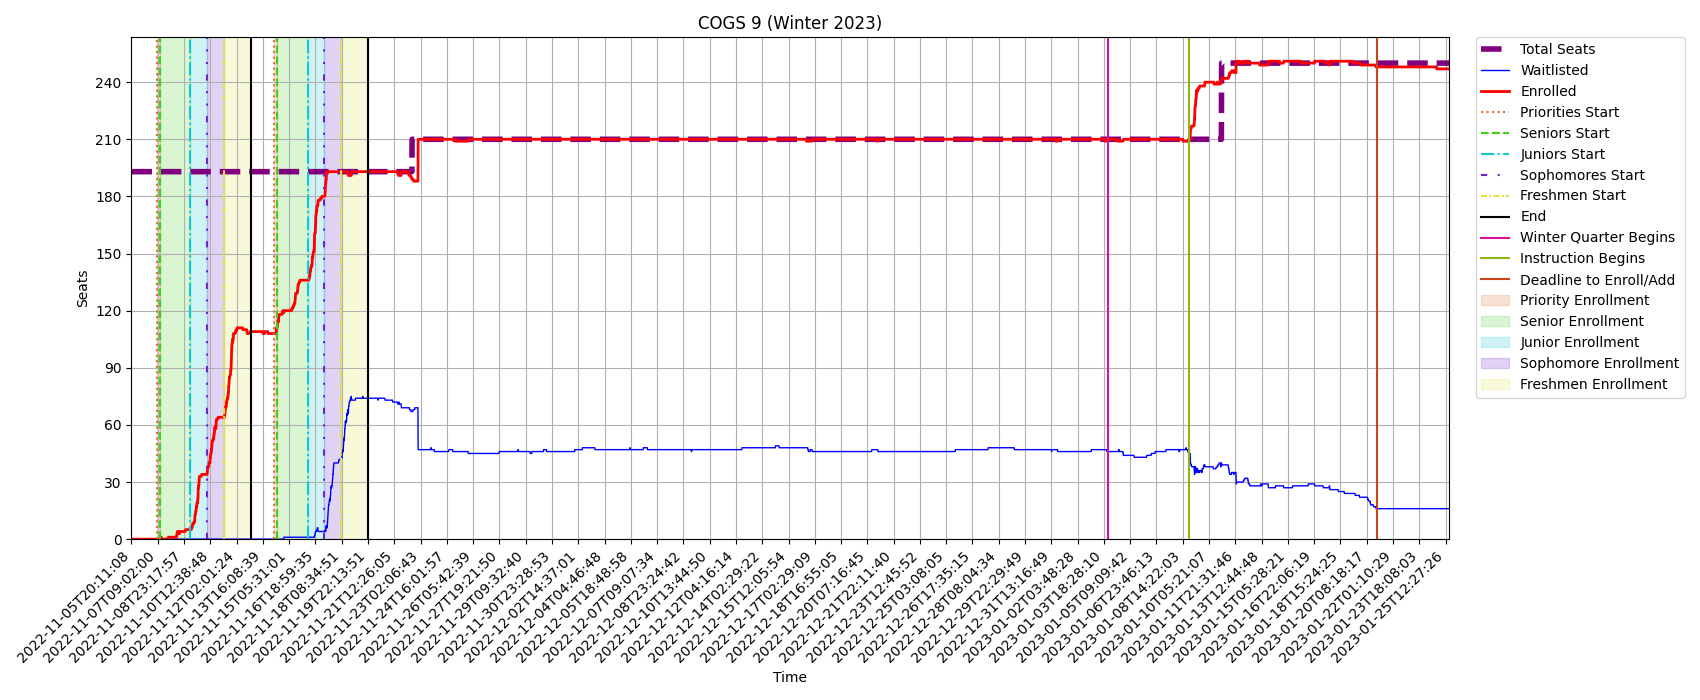 COGS 9 (Winter 2023)
Seats
240
210
180
150
120
90
60
30
0
2022-11-05T20:11:08
2022-11-07T09:02:00
2022-11-08T23:17:57
2022-11-10T12:38:48
2022-11-12T02:01:24
2022-11-13T16:08:39
2022-11-15T05:31:01
2022-11-16T18:59:35
2022-11-18T08:34:51
2022-11-19T22:13:51
2022-11-21T12:26:05
2022-11-23T02:06:43
2022-11-24T16:01:57
2022-11-26T05:42:39
2022-11-27T19:21:50
2022-11-29T09:32:40
2022-11-30T23:28:53
2022-12-02T14:37:01
2022-12-04T04:46:48
2022-12-05T18:48:58
2022-12-07T09:07:34
2022-12-08T23:24:42
2022-12-10T13:44:50
2022-12-12T04:16:14
2022-12-14T02:29:22
2022-12-15T12:05:54
2022-12-17T02:29:09
2022-12-18T16:55:05
2022-12-20T07:16:45
2022-12-21T22:11:40
2022-12-23T12:45:52
2022-12-25T03:08:05
2022-12-26T17:35:15
2022-12-28T08:04:34
2022-12-29T22:29:49
2022-12-31T13:16:49
2023-01-02T03:48:28
2023-01-03T18:28:10
2023-01-05T09:09:42
2023-01-06T23:46:13
2023-01-08T14:22:03
2023-01-10T05:21:07
2023-01-11T21:31:46
2023-01-13T12:44:48
2023-01-15T05:28:21
2023-01-16T22:06:19
2023-01-18T15:24:25
2023-01-20T08:18:17
2023-01-22T01:10:29
2023-01-23T18:08:03
2023-01-25T12:27:26
Time
Total Seats
Waitlisted
Enrolled
Priorities Start
Seniors Start
Juniors Start
Sophomores Start
Freshmen Start
End
Winter Quarter Begins
Instruction Begins
Deadline to Enroll/Add
Priority Enrollment
Senior Enrollment
Junior Enrollment
Sophomore Enrollment
Freshmen Enrollment